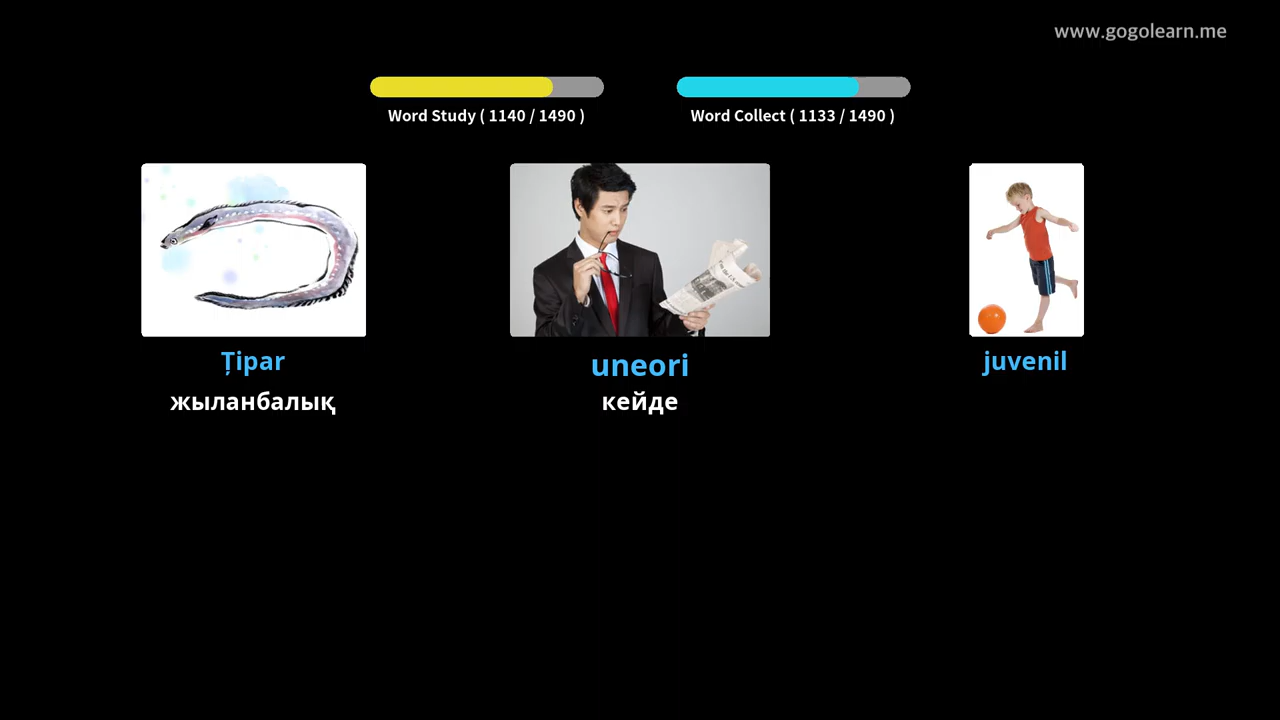 www.gogolearn.me
Word Study ( 1140 / 1490 )
Word Collect ( 1133 / 1490 )
Țipar
uneori
juvenil
жыланбалық
кейде